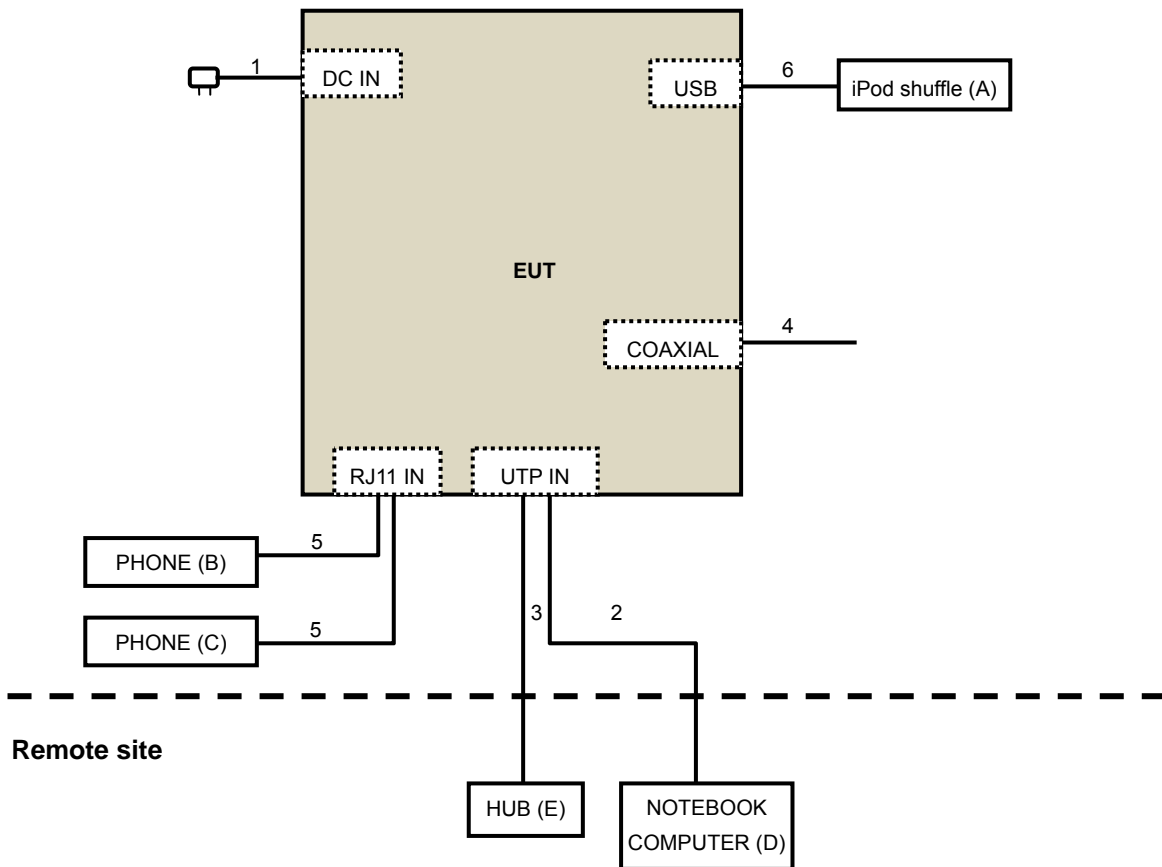 1
DC IN
USB
6
iPod shuffle (A)
EUT
COAXIAL
4
RJ11 IN
UTP IN
PHONE (B)
5
PHONE (C)
5
3
2
Remote site
HUB (E)
NOTEBOOK
COMPUTER (D)